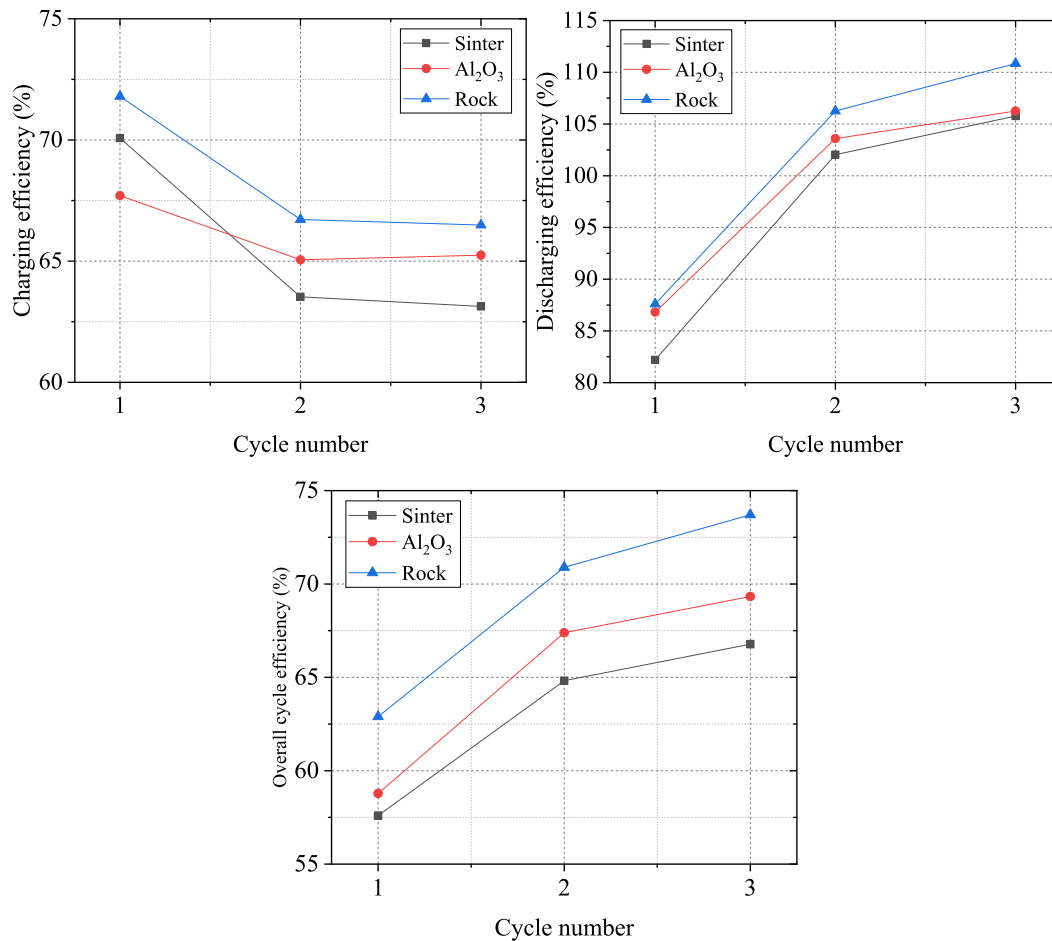 Charging efficiency (%)
75
70
65
60
Sinter
Al₂O₃
Rock
1 2 3
Cycle number
Discharging efficiency (%)
115
110
105
100
95
90
85
80
Sinter
Al₂O₃
Rock
1 2 3
Cycle number
Overall cycle efficiency (%)
75
70
65
60
55
Sinter
Al₂O₃
Rock
1 2 3
Cycle number